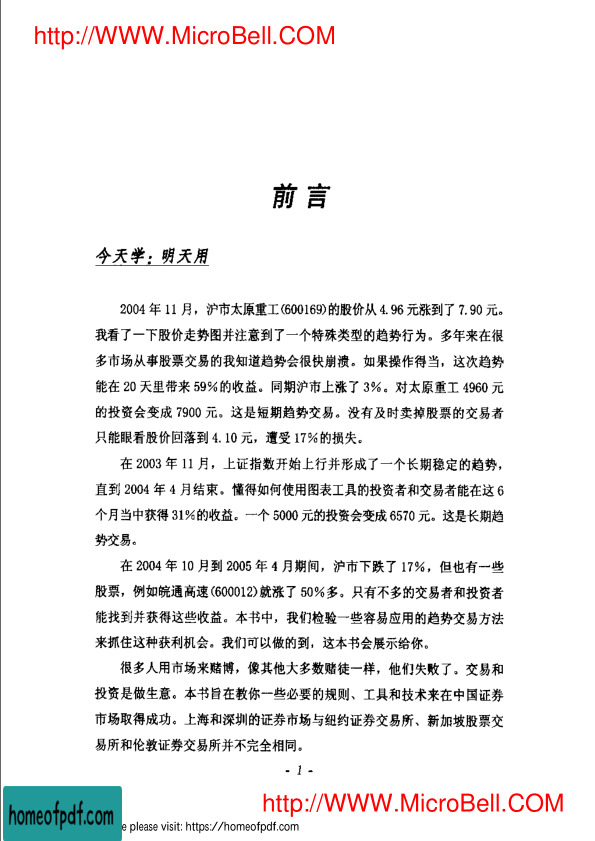 http://WWW.MicroBell.COM
前言
今天学：明天用
2004 年 11 月，沪市太原重工(600169)的股价从 4.96 元涨到了 7.90 元。
我看了一下股价走势图并注意到了一个特殊类型的趋势行为。多年来在很
多市场从事股票交易的我知道趋势会很快崩溃。如果操作得当，这次趋势
能在 20 天里带来 59％的收益。同期沪市上涨了 3％。对太原重工 4960 元
的投资会变成 7900 元。这是短期趋势交易。没有及时卖掉股票的交易者
只能眼看股价回落到 4.10 元，遭受 17％的损失。
在 2003 年 11 月，上证指数开始上行并形成了一个长期稳定的趋势，
直到 2004 年 4 月结束。懂得如何使用图表工具的投资者和交易者能在这 6
个月当中获得 31％的收益。一个 5000 元的投资会变成 6570 元。这是长期趋
势交易。
在 2004 年 10 月到 2005 年 4 月期间，沪市下跌了 17％，但也有一些
股票，例如皖通高速(600012)就涨了 50％多。只有不多的交易者和投资者
能找到并获得这些收益。本书中，我们检验一些容易应用的趋势交易方法
来抓住这种获利机会。我们可以做的到，这本书会展示给你。
很多人用市场来赌博，像其他大多数赌徒一样，他们失败了。交易和
投资是做生意。本书旨在教你一些必要的规则、工具和技术来在中国证券
市场取得成功。上海和深圳的证券市场与纽约证券交易所、新加坡股票交
易所和伦敦证券交易所并不完全相同。
- 1 -
http://WWW.MicroBell.COM
homeofpdf.com
e please visit: https://homeofpdf.com